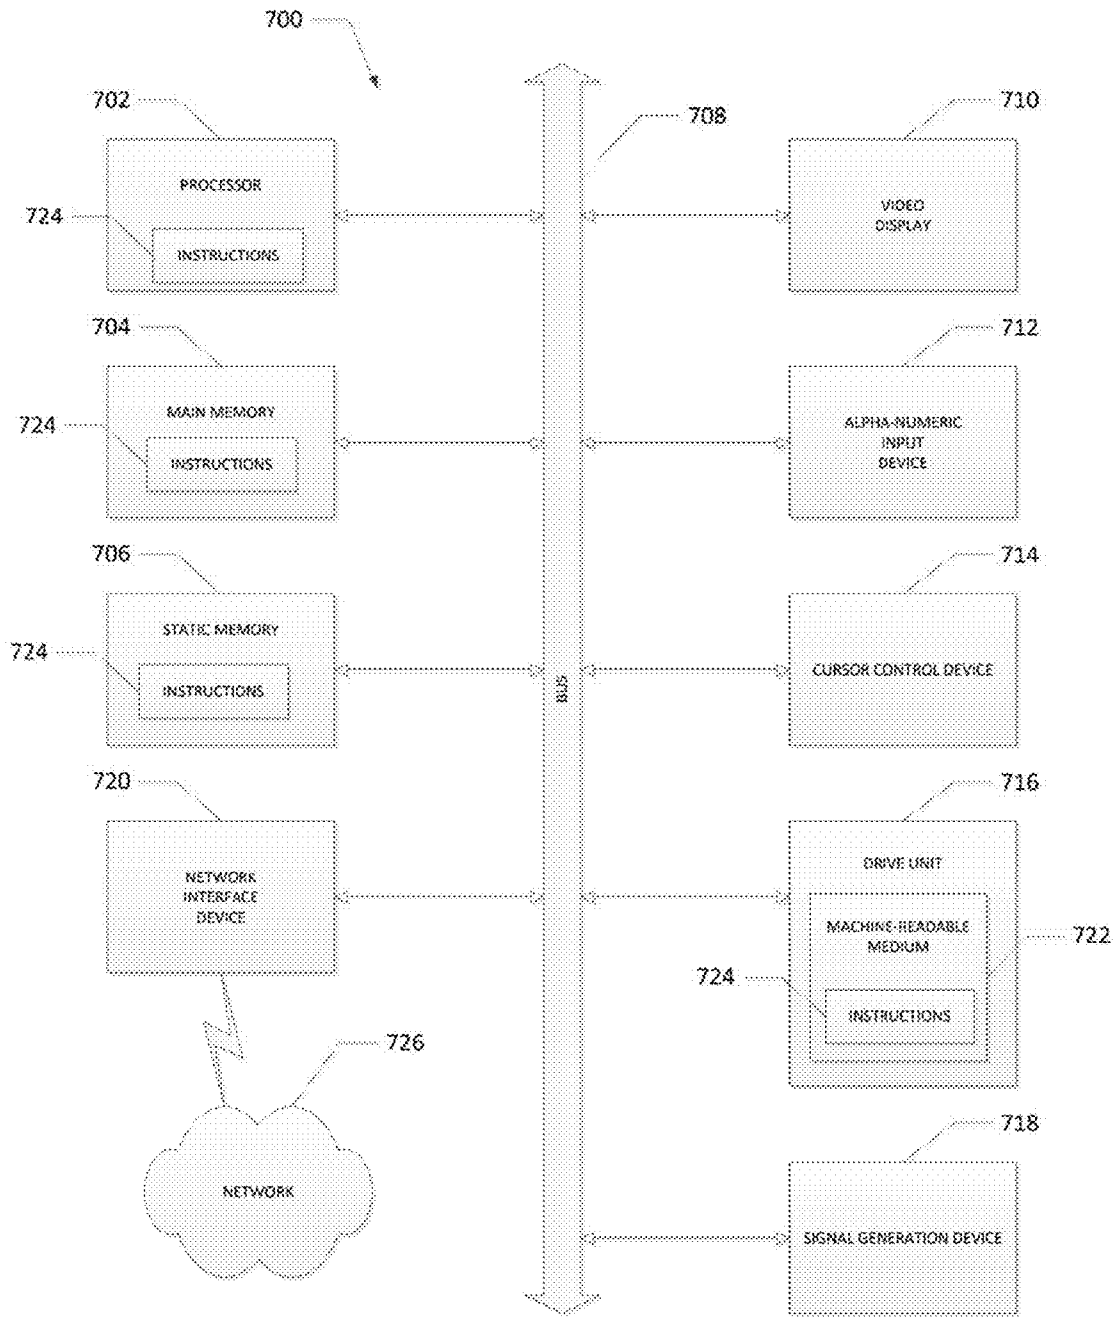 700
702
PROCESSOR
724
INSTRUCTIONS
704
MAIN MEMORY
724
INSTRUCTIONS
706
STATIC MEMORY
724
INSTRUCTIONS
720
NETWORK
INTERFACE
DEVICE
726
NETWORK
708
BUS
710
VIDEO
DISPLAY
712
ALPHA-NUMERIC
INPUT
DEVICE
714
CURSOR CONTROL DEVICE
716
DRIVE UNIT
MACHINE-READABLE
MEDIUM
722
724
INSTRUCTIONS
718
SIGNAL GENERATION DEVICE